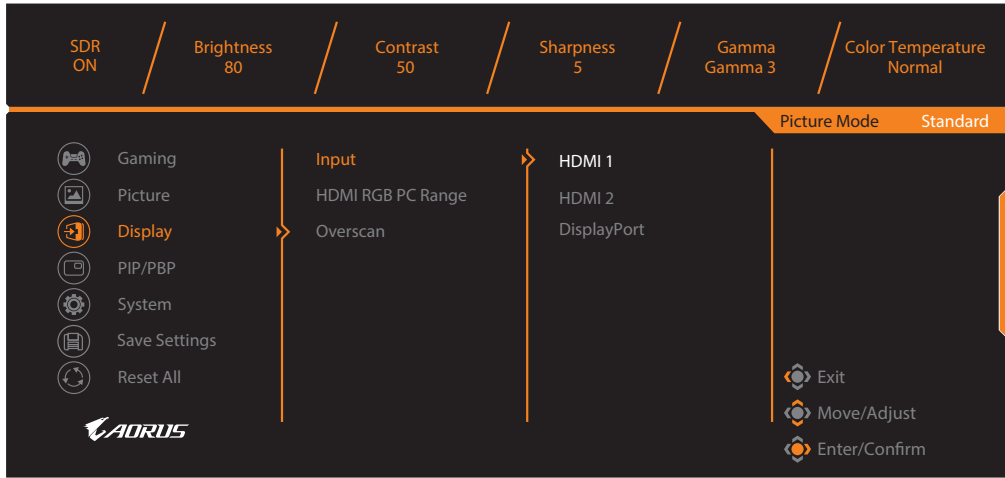 SDR
ON
Brightness
80
Contrast
50
Sharpness
5
Gamma
Gamma 3
Color Temperature
Normal
Picture Mode Standard
Gaming
Picture
Display
PIP/PBP
System
Save Settings
Reset All
Input
HDMI RGB PC Range
Overscan
HDMI 1
HDMI 2
DisplayPort
Exit
Move/Adjust
Enter/Confirm
AORUS